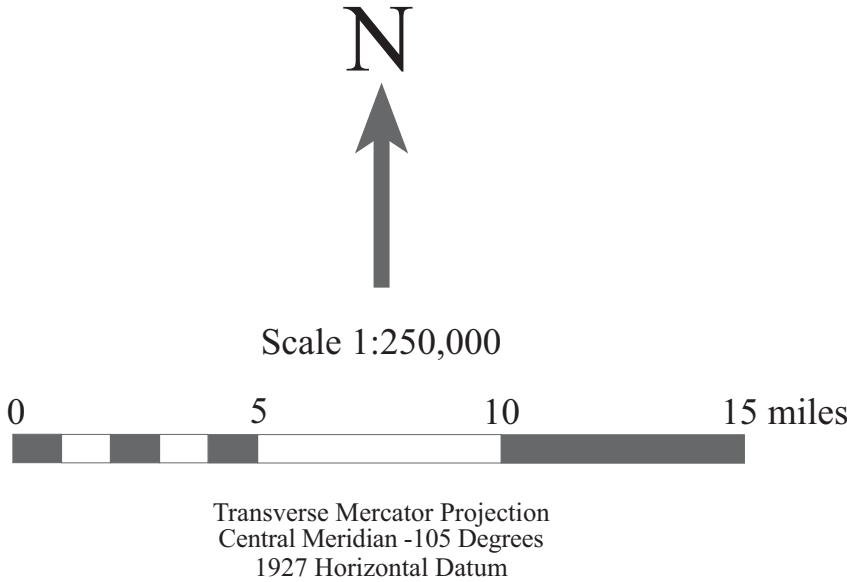 N
Scale 1:250,000
0 5 10 15 miles
Transverse Mercator Projection
Central Meridian -105 Degrees
1927 Horizontal Datum